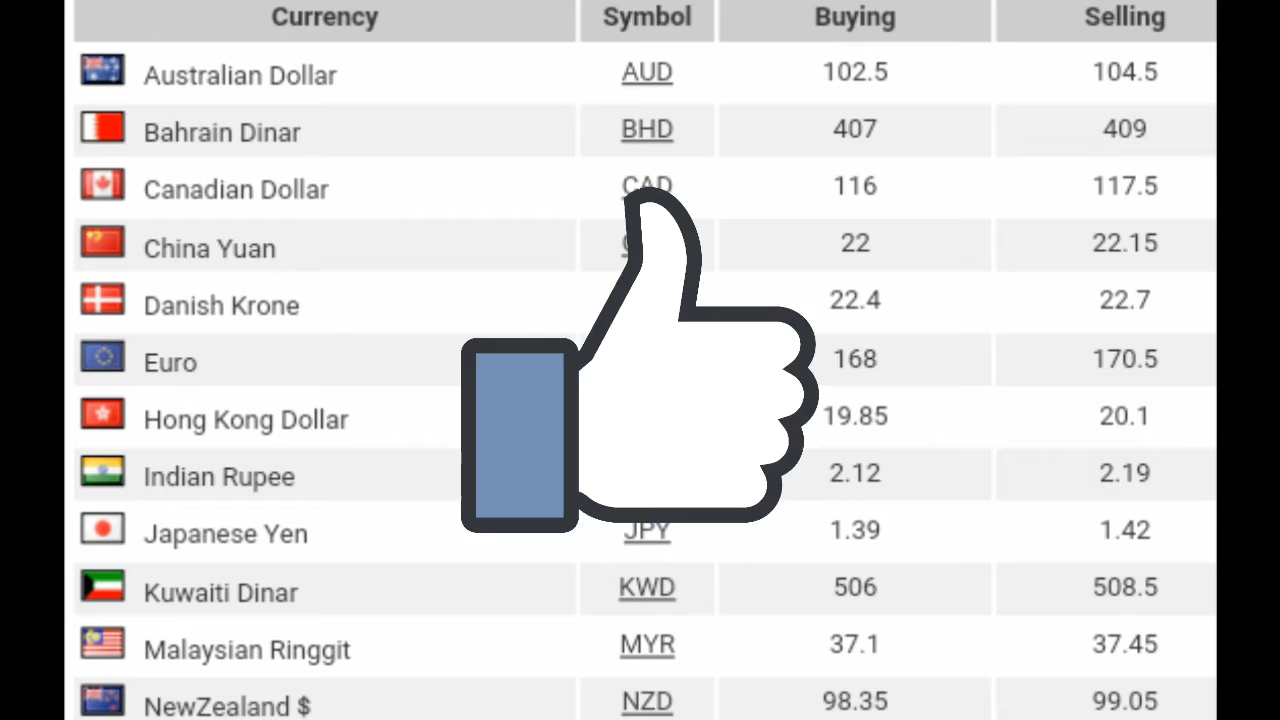 Currency Symbol Buying Selling
Australian Dollar AUD 102.5 104.5
Bahrain Dinar BHD 407 409
Canadian Dollar CAD 116 117.5
China Yuan 22 22.15
Danish Krone 22.4 22.7
Euro 168 170.5
Hong Kong Dollar 19.85 20.1
Indian Rupee 2.12 2.19
Japanese Yen JPY 1.39 1.42
Kuwaiti Dinar KWD 506 508.5
Malaysian Ringgit MYR 37.1 37.45
NewZealand $ NZD 98.35 99.05